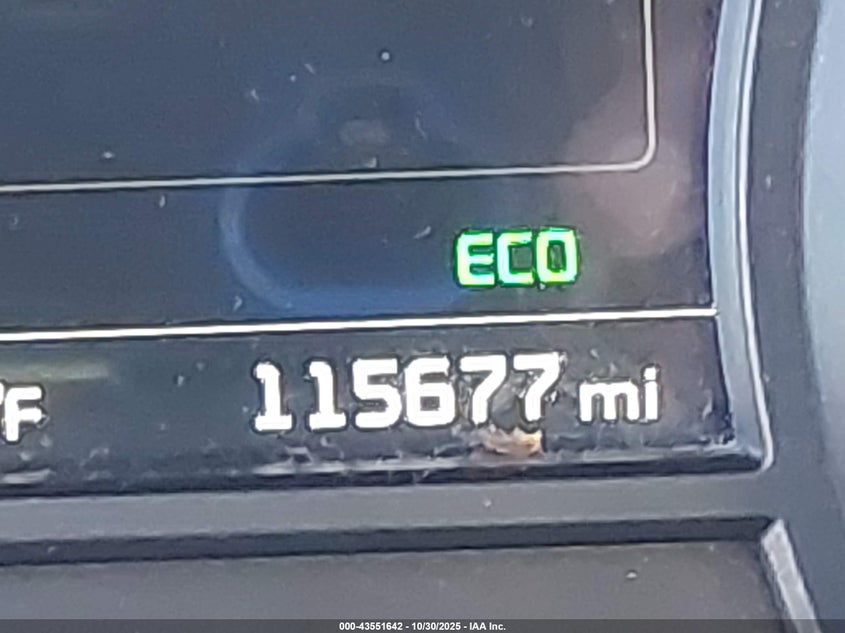 ECO
°F 115677 mi
000-43551642 - 10/30/2025 - IAA Inc.